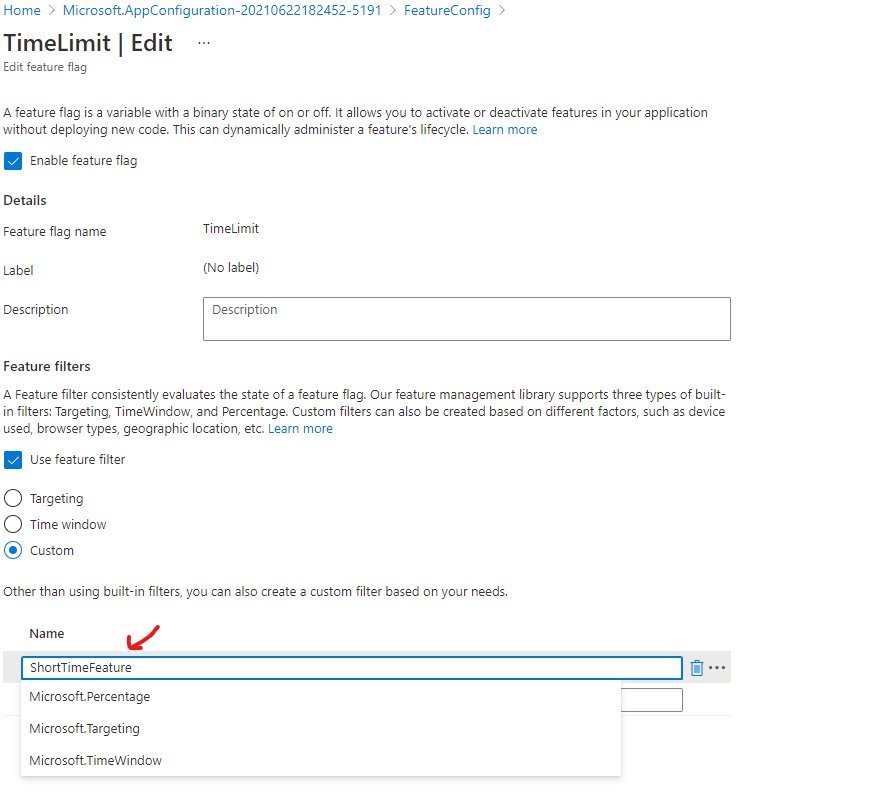 Home > Microsoft.AppConfiguration-20210622182452-5191 > FeatureConfig >
TimeLimit | Edit ...
Edit feature flag
A feature flag is a variable with a binary state of on or off. It allows you to activate or deactivate features in your application
without deploying new code. This can dynamically administer a feature's lifecycle. Learn more
Enable feature flag
Details
Feature flag name TimeLimit
Label (No label)
Description Description
Feature filters
A Feature filter consistently evaluates the state of a feature flag. Our feature management library supports three types of built-
in filters: Targeting, TimeWindow, and Percentage. Custom filters can also be created based on different factors, such as device
used, browser types, geographic location, etc. Learn more
Use feature filter
Targeting
Time window
Custom
Other than using built-in filters, you can also create a custom filter based on your needs.
Name
ShortTimeFeature
Microsoft.Percentage
Microsoft.Targeting
Microsoft.TimeWindow